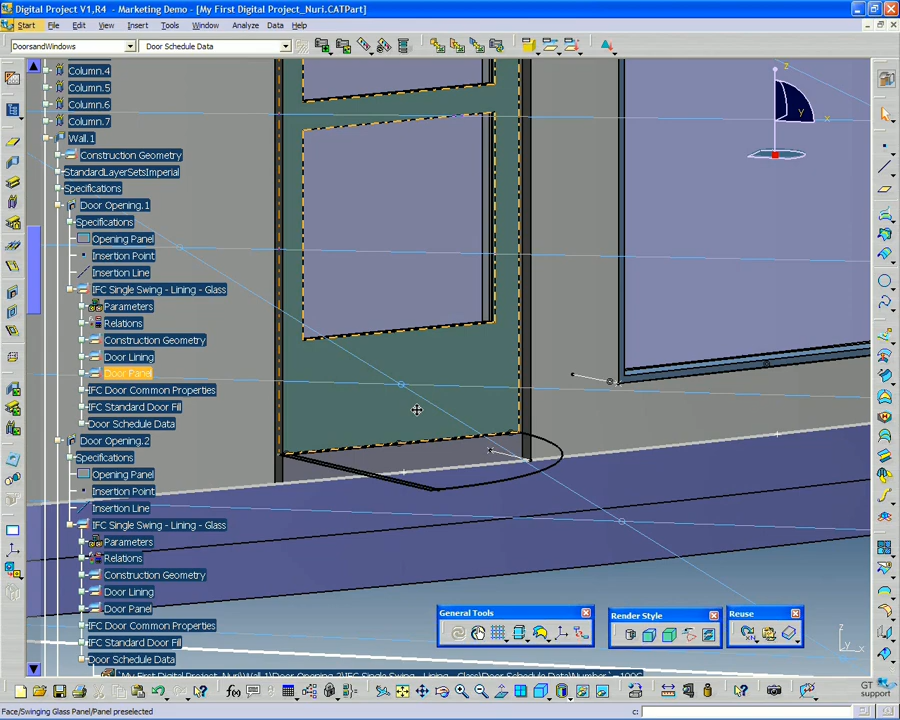 Digital Project V1,R4 - Marketing Demo - [My First Digital Project_Nuri.CATPart]
Start File Edit View Insert Tools Window Analyze Data Help
DoorsandWindows Door Schedule Data
Column.4
Column.5
Column.6
Column.7
Wall.1
Construction Geometry
StandardLayerSetsImperial
Specifications
Door Opening.1
Specifications
Opening Panel
Insertion Point
Insertion Line
IFC Single Swing - Lining - Glass
Parameters
Relations
Construction Geometry
Door Lining
Door Panel
IFC Door Common Properties
IFC Standard Door Fill
Door Schedule Data
Door Opening.2
Specifications
Opening Panel
Insertion Point
Insertion Line
IFC Single Swing - Lining - Glass
Parameters
Relations
Construction Geometry
Door Lining
Door Panel
IFC Door Common Properties
IFC Standard Door Fill
Door Schedule Data
z
y
x
General Tools
Render Style
Reuse
z
y x
GT
support
Face/Swinging Glass Panel/Panel preselected
c: